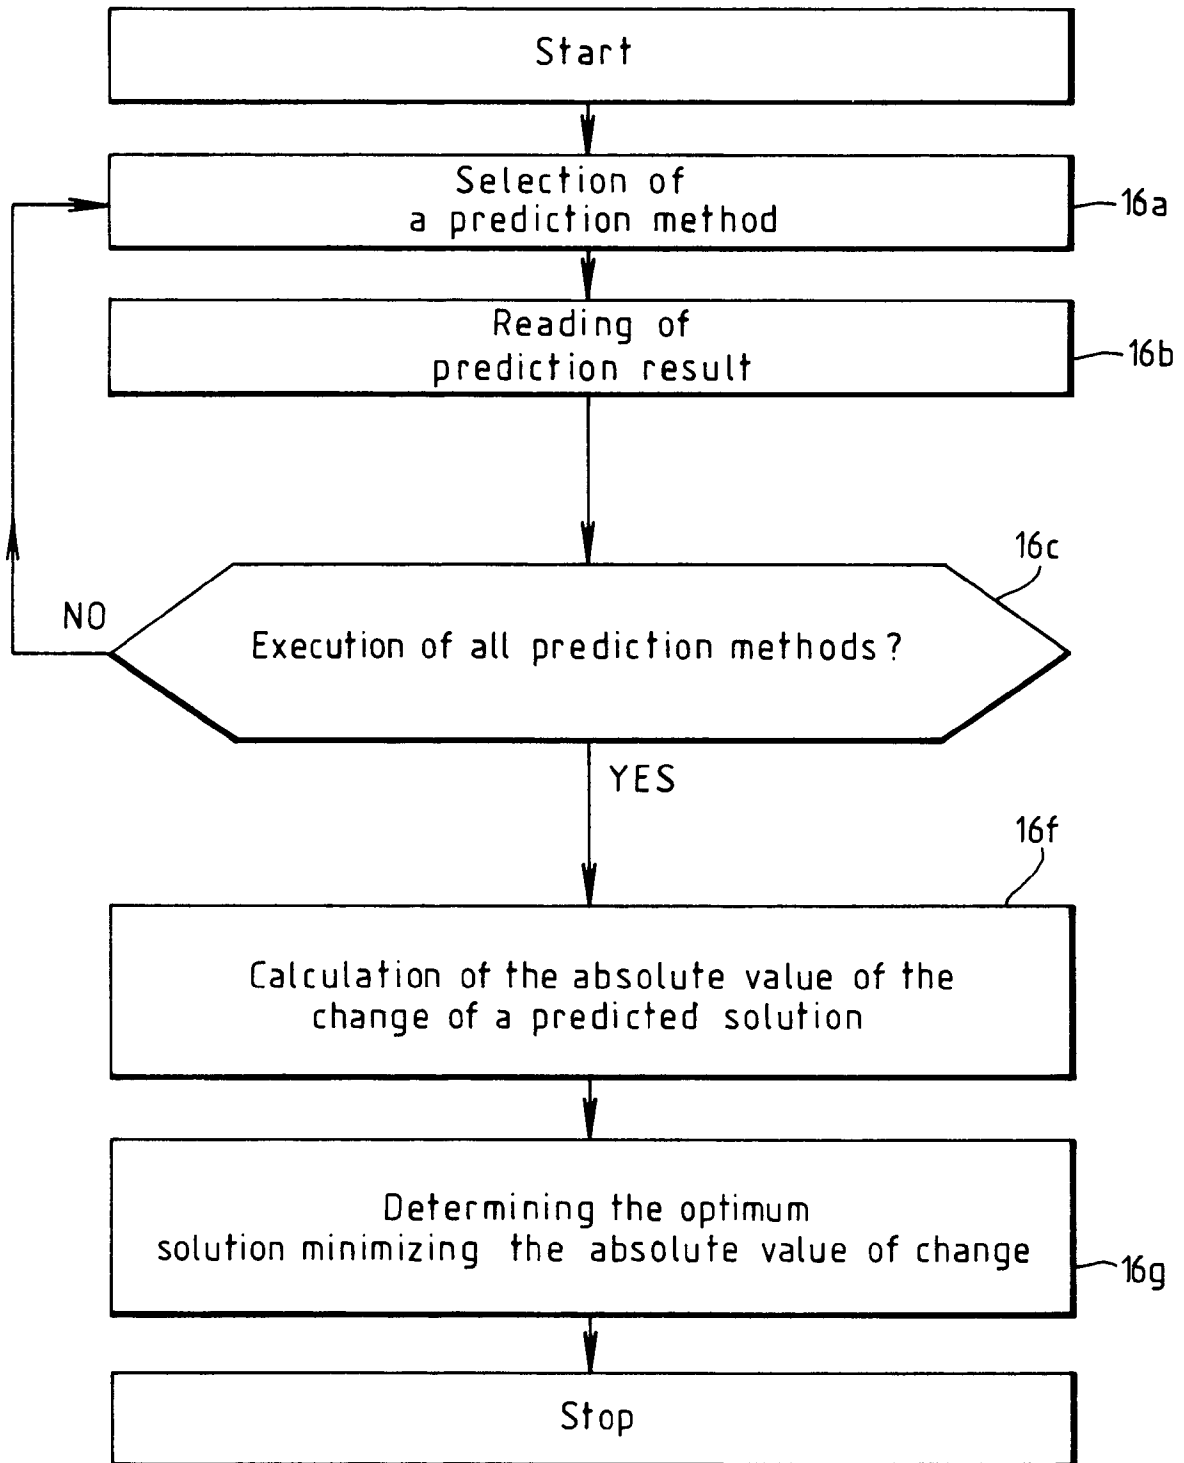 Start
Selection of
a prediction method
16a
Reading of
prediction result
16b
16c
NO
Execution of all prediction methods?
YES
16f
Calculation of the absolute value of the
change of a predicted solution
Determining the optimum
solution minimizing the absolute value of change
16g
Stop